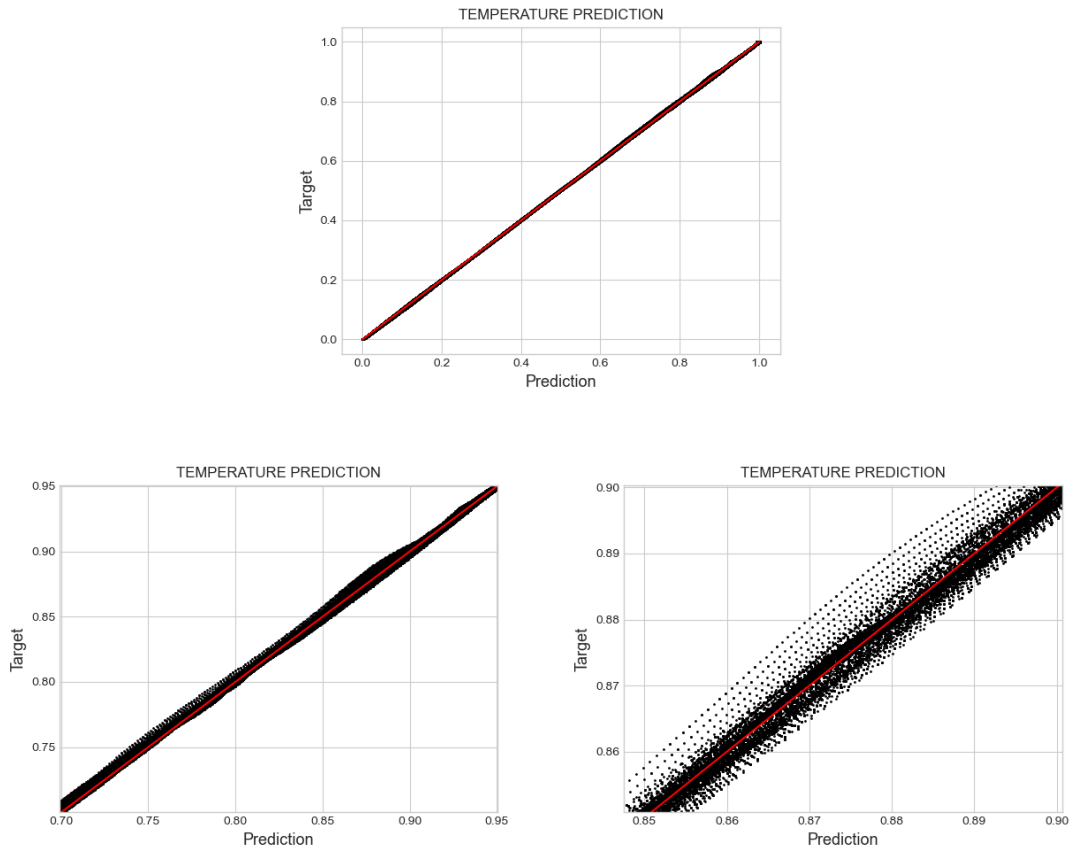 TEMPERATURE PREDICTION
1.0
0.8
0.6
0.4
0.2
0.0
Target
0.0 0.2 0.4 0.6 0.8 1.0
Prediction
TEMPERATURE PREDICTION
0.95
0.90
0.85
0.80
0.75
Target
0.70 0.75 0.80 0.85 0.90 0.95
Prediction
TEMPERATURE PREDICTION
0.90
0.89
0.88
0.87
0.86
Target
0.85 0.86 0.87 0.88 0.89 0.90
Prediction